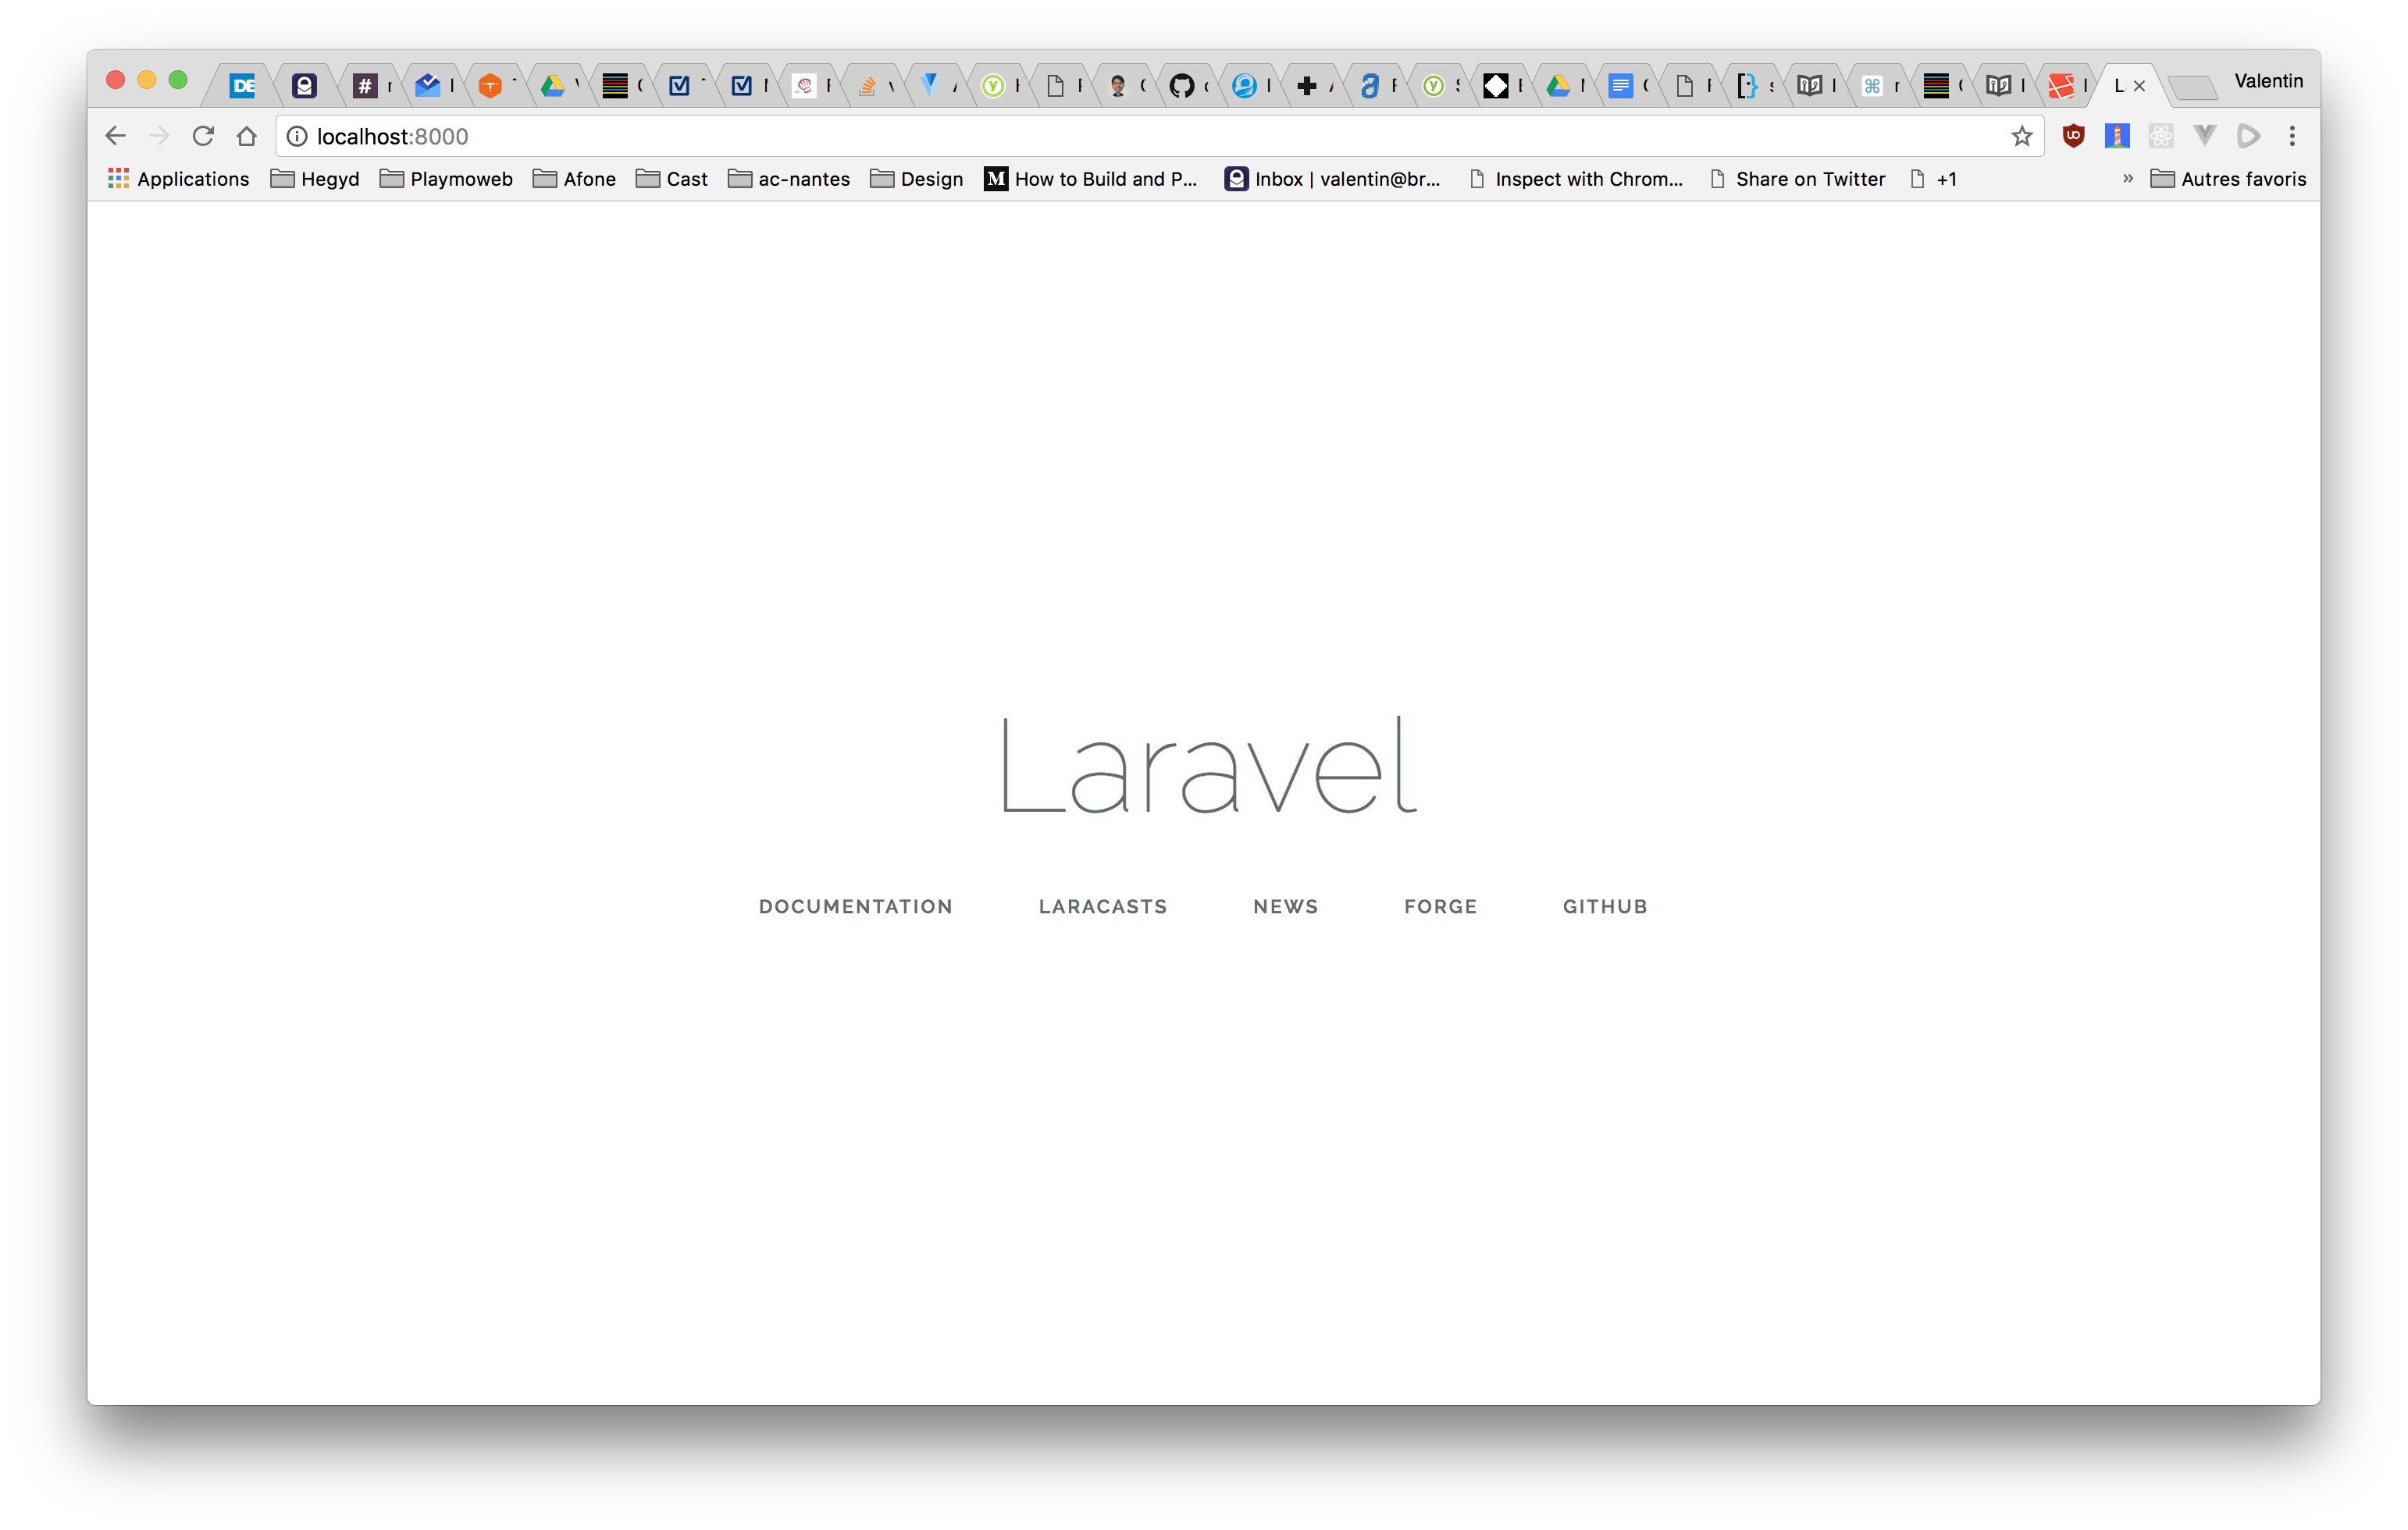 Valentin
localhost:8000
Applications Hegyd Playmoweb Afone Cast ac-nantes Design How to Build and P... Inbox | valentin@br... Inspect with Chrom... Share on Twitter +1 » Autres favoris
Laravel
DOCUMENTATION LARACASTS NEWS FORGE GITHUB